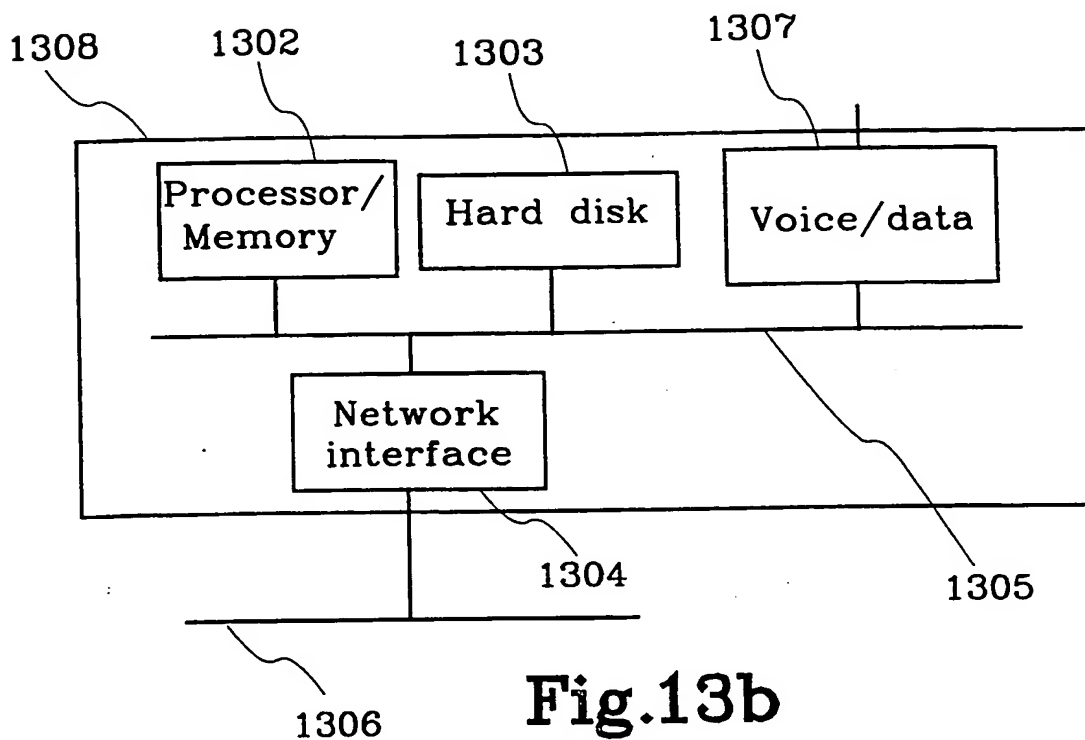 1308
1302
1303
1307
Processor/
Memory
Hard disk
Voice/data
Network
interface
1304
1305
1306
Fig.13b